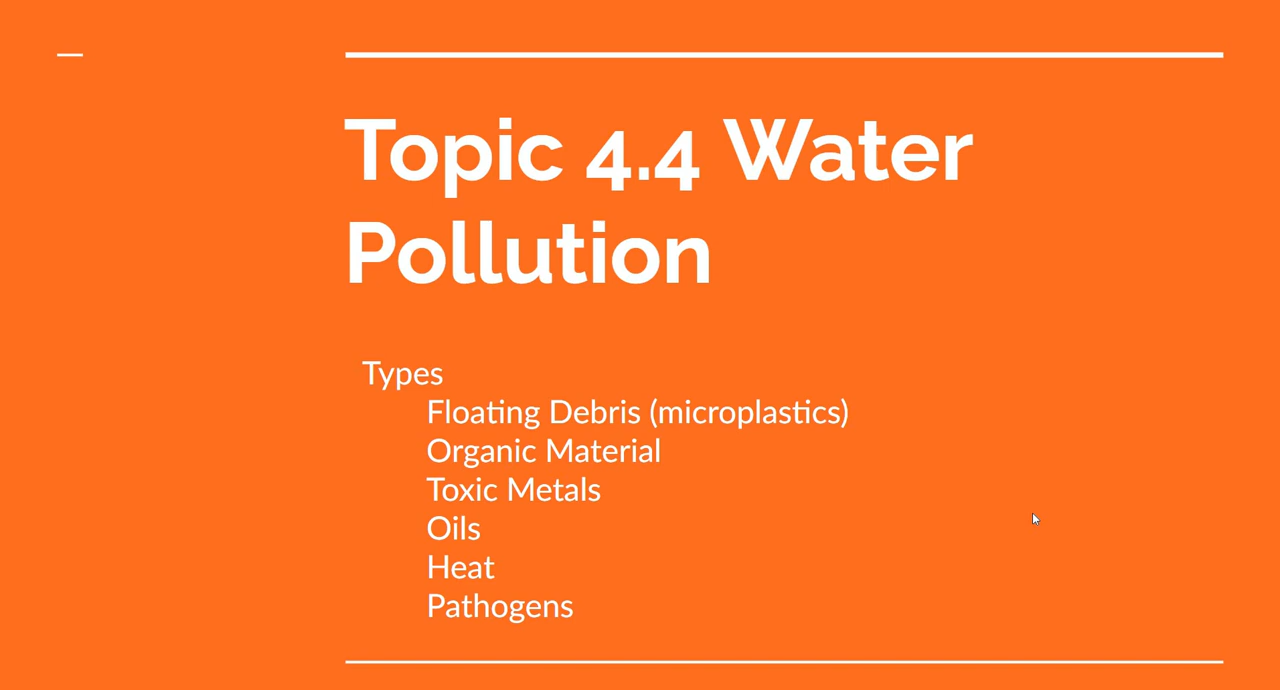 Topic 4.4 Water
Pollution
Types
Floating Debris (microplastics)
Organic Material
Toxic Metals
Oils
Heat
Pathogens